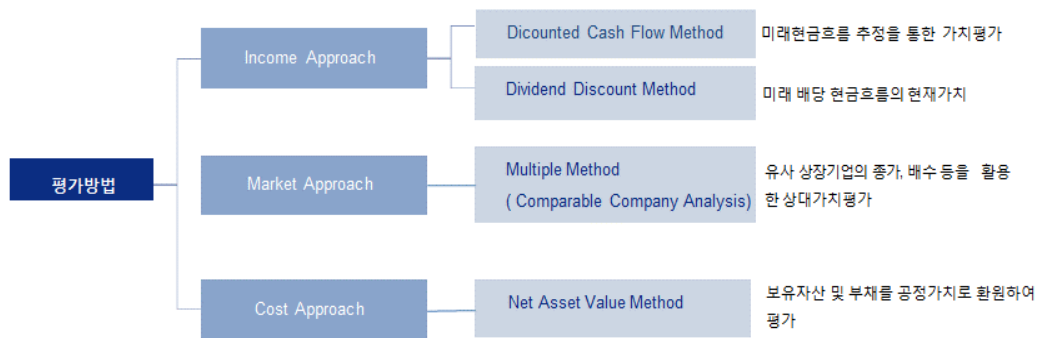 평가방법
Income Approach
Dicounted Cash Flow Method
미래현금흐름 추정을 통한 가치평가
Dividend Discount Method
미래 배당 현금흐름의 현재가치
Market Approach
Multiple Method
( Comparable Company Analysis)
유사 상장기업의 종가, 배수 등을 활용
한 상대가치평가
Cost Approach
Net Asset Value Method
보유자산 및 부채를 공정가치로 환원하여
평가